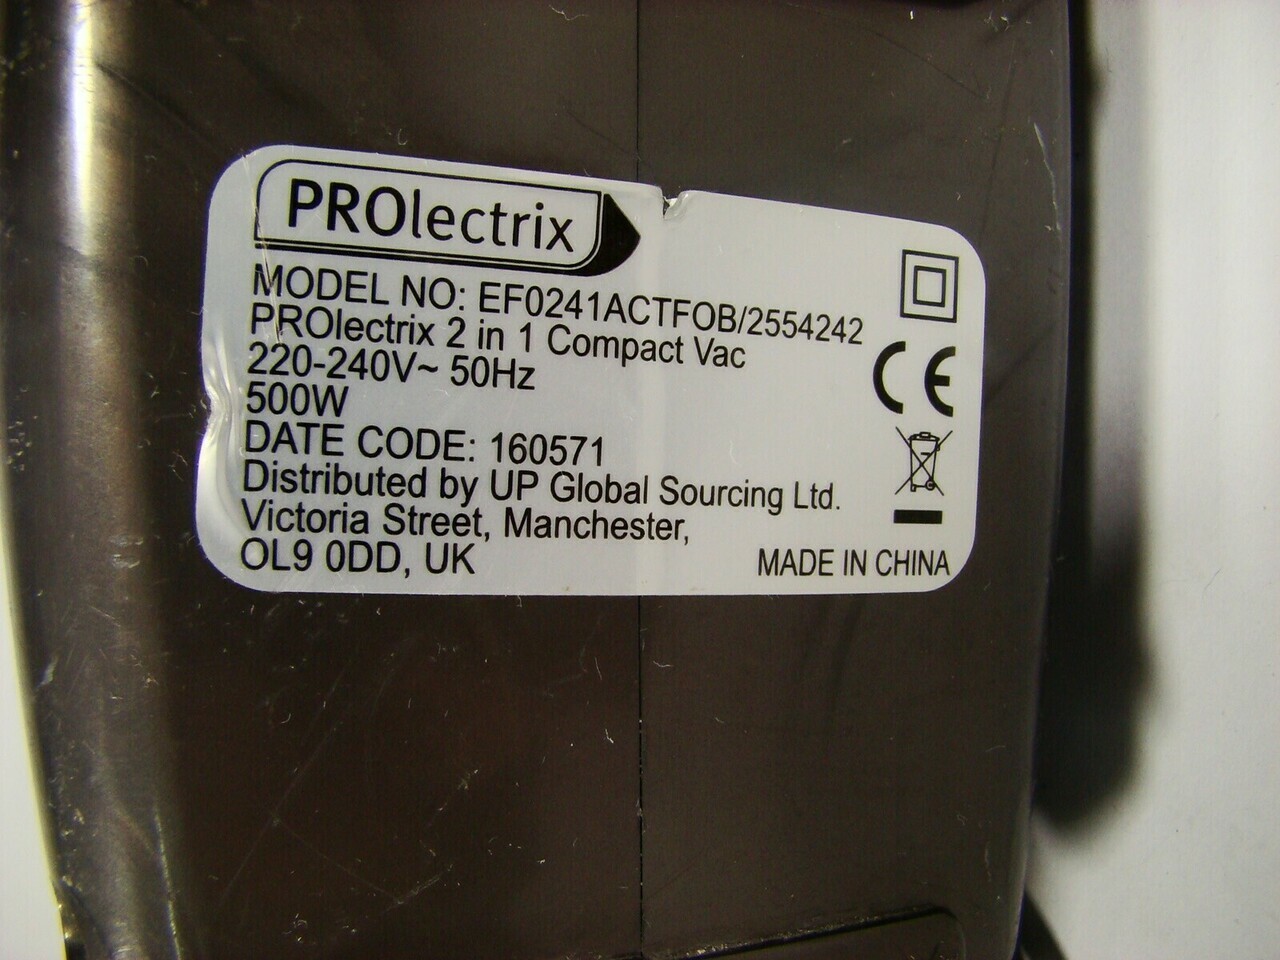 PROlectrix
MODEL NO: EF0241ACTFOB/2554242
PROlectrix 2 in 1 Compact Vac
220-240V~ 50Hz
500W
DATE CODE: 160571
Distributed by UP Global Sourcing Ltd.
Victoria Street, Manchester,
OL9 0DD, UK
MADE IN CHINA
CE